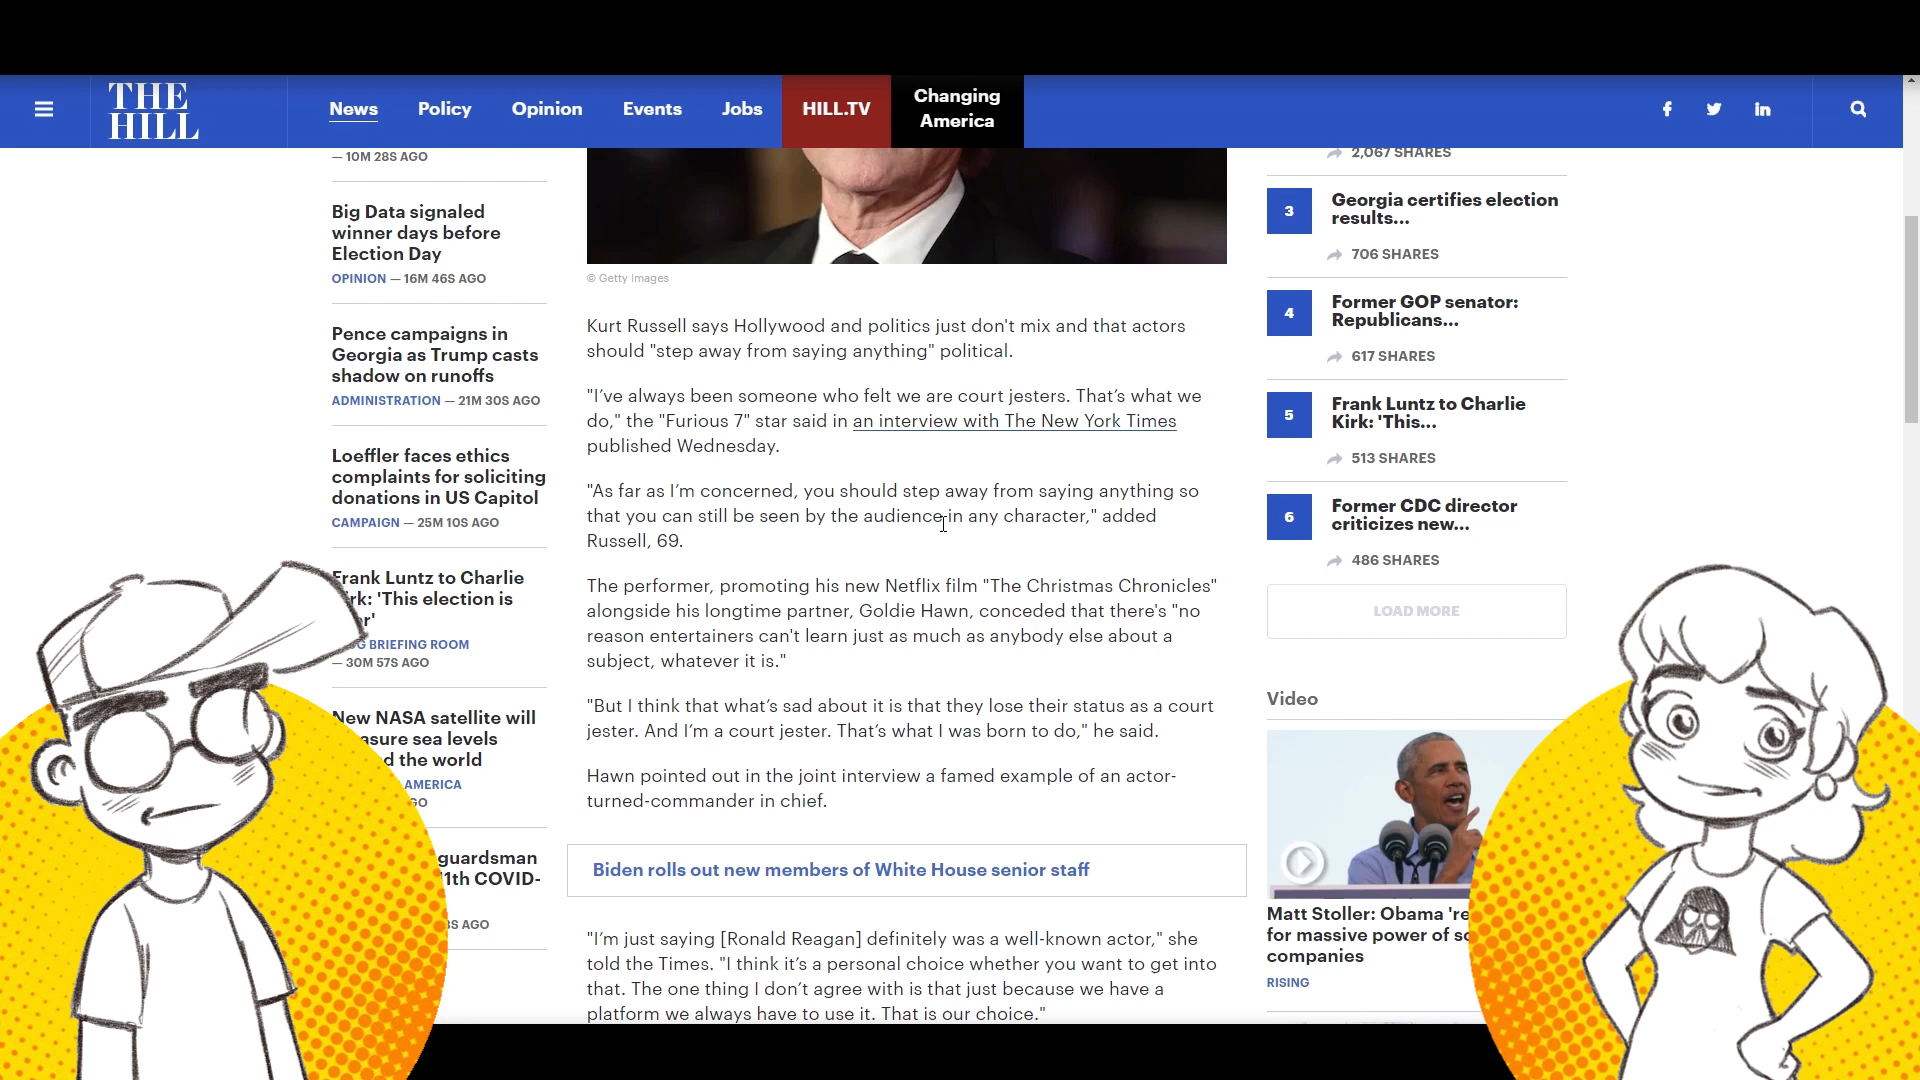 THE
HILL
News
Policy
Opinion
Events
Jobs
HILL.TV
Changing
America
— 10M 28S AGO
Big Data signaled
winner days before
Election Day
OPINION — 16M 46S AGO
Pence campaigns in
Georgia as Trump casts
shadow on runoffs
ADMINISTRATION — 21M 30S AGO
Loeffler faces ethics
complaints for soliciting
donations in US Capitol
CAMPAIGN — 25M 10S AGO
Frank Luntz to Charlie
rk: 'This election is
er'
G BRIEFING ROOM
— 30M 57S AGO
New NASA satellite will
asure sea levels
d the world
AMERICA
GO
guardsman
1th COVID-
S AGO
© Getty Images
Kurt Russell says Hollywood and politics just don't mix and that actors
should "step away from saying anything" political.
"I’ve always been someone who felt we are court jesters. That’s what we
do," the "Furious 7" star said in an interview with The New York Times
published Wednesday.
"As far as I’m concerned, you should step away from saying anything so
that you can still be seen by the audience in any character," added
Russell, 69.
The performer, promoting his new Netflix film "The Christmas Chronicles"
alongside his longtime partner, Goldie Hawn, conceded that there's "no
reason entertainers can't learn just as much as anybody else about a
subject, whatever it is."
"But I think that what’s sad about it is that they lose their status as a court
jester. And I’m a court jester. That’s what I was born to do," he said.
Hawn pointed out in the joint interview a famed example of an actor-
turned-commander in chief.
Biden rolls out new members of White House senior staff
"I’m just saying [Ronald Reagan] definitely was a well-known actor," she
told the Times. "I think it’s a personal choice whether you want to get into
that. The one thing I don’t agree with is that just because we have a
platform we always have to use it. That is our choice."
2,067 SHARES
3
Georgia certifies election
results...
706 SHARES
4
Former GOP senator:
Republicans...
617 SHARES
5
Frank Luntz to Charlie
Kirk: 'This...
513 SHARES
6
Former CDC director
criticizes new...
486 SHARES
LOAD MORE
Video
Matt Stoller: Obama 're
for massive power of so
companies
RISING